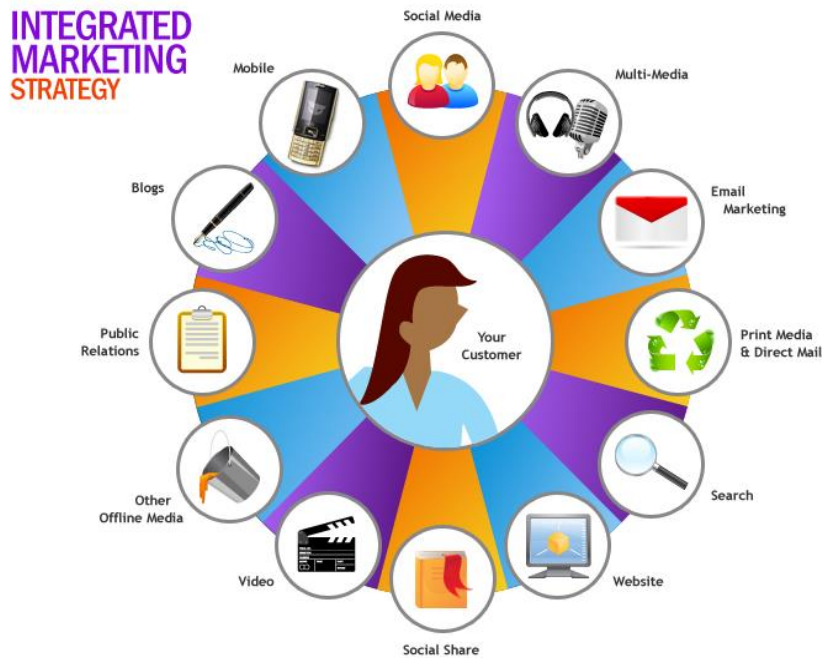 INTEGRATED
MARKETING
STRATEGY
Social Media
Multi-Media
Email
Marketing
Print Media
& Direct Mail
Search
Website
Social Share
Video
Other
Offline Media
Public
Relations
Blogs
Mobile
Your
Customer